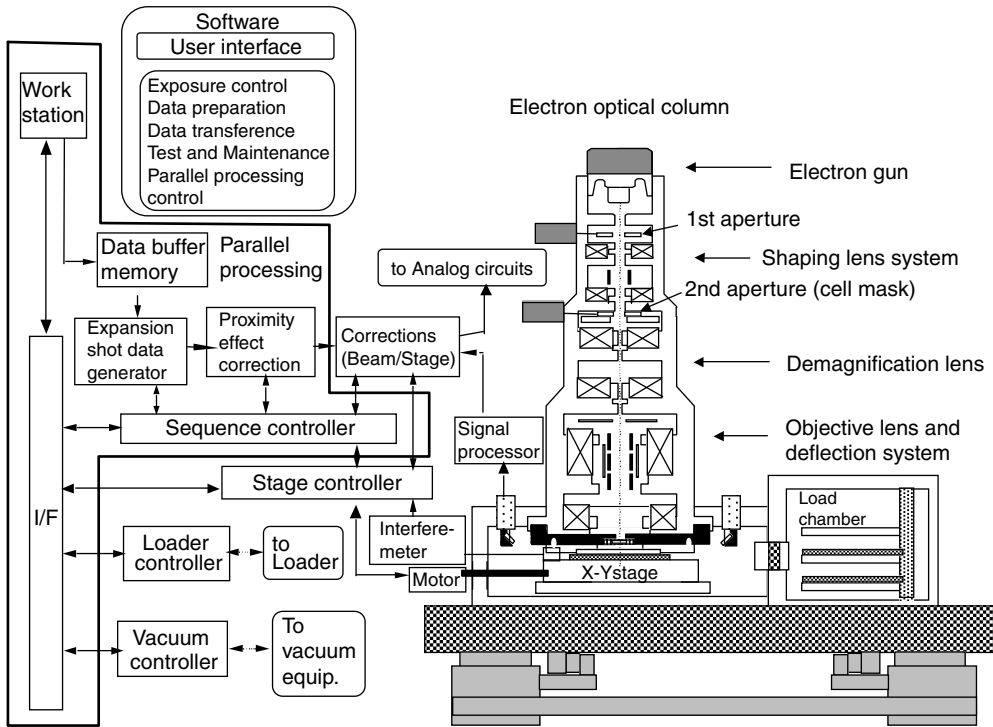 Software
User interface
Exposure control
Data preparation
Data transference
Test and Maintenance
Parallel processing
control
Work
station
Data buffer
memory
Parallel
processing
Expansion
shot data
generator
Proximity
effect
correction
Corrections
(Beam/Stage)
to Analog circuits
Sequence controller
Signal
processor
Stage controller
I/F
Interfere-
meter
Loader
controller
to
Loader
Motor
Vacuum
controller
To
vacuum
equip.
Electron optical column
Electron gun
1st aperture
Shaping lens system
2nd aperture (cell mask)
Demagnification lens
Objective lens and
deflection system
Load
chamber
X-Ystage